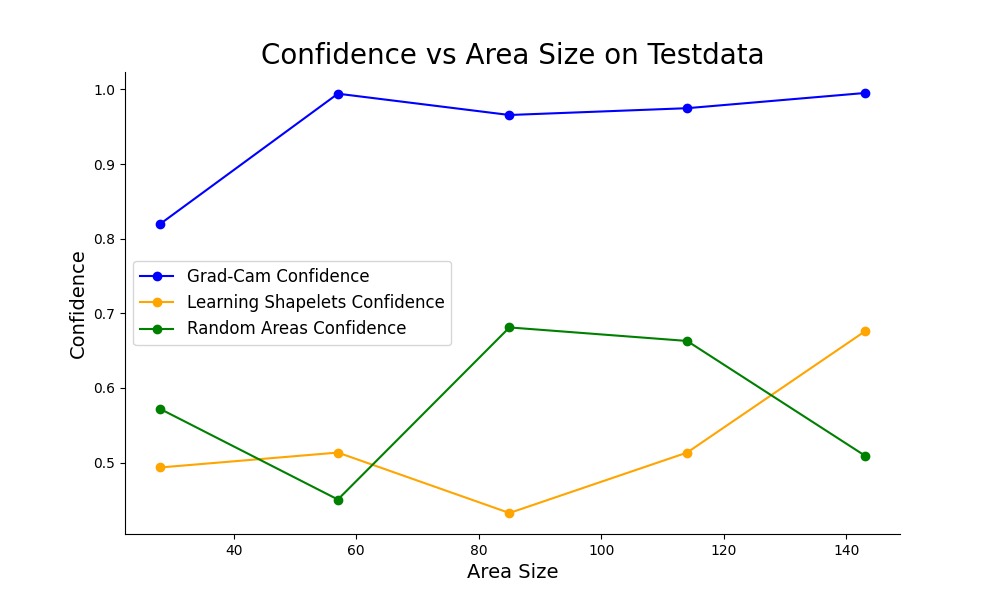 Confidence vs Area Size on Testdata
1.0
0.9
0.8
0.7
0.6
0.5
Confidence
Grad-Cam Confidence
Learning Shapelets Confidence
Random Areas Confidence
40 60 80 100 120 140
Area Size